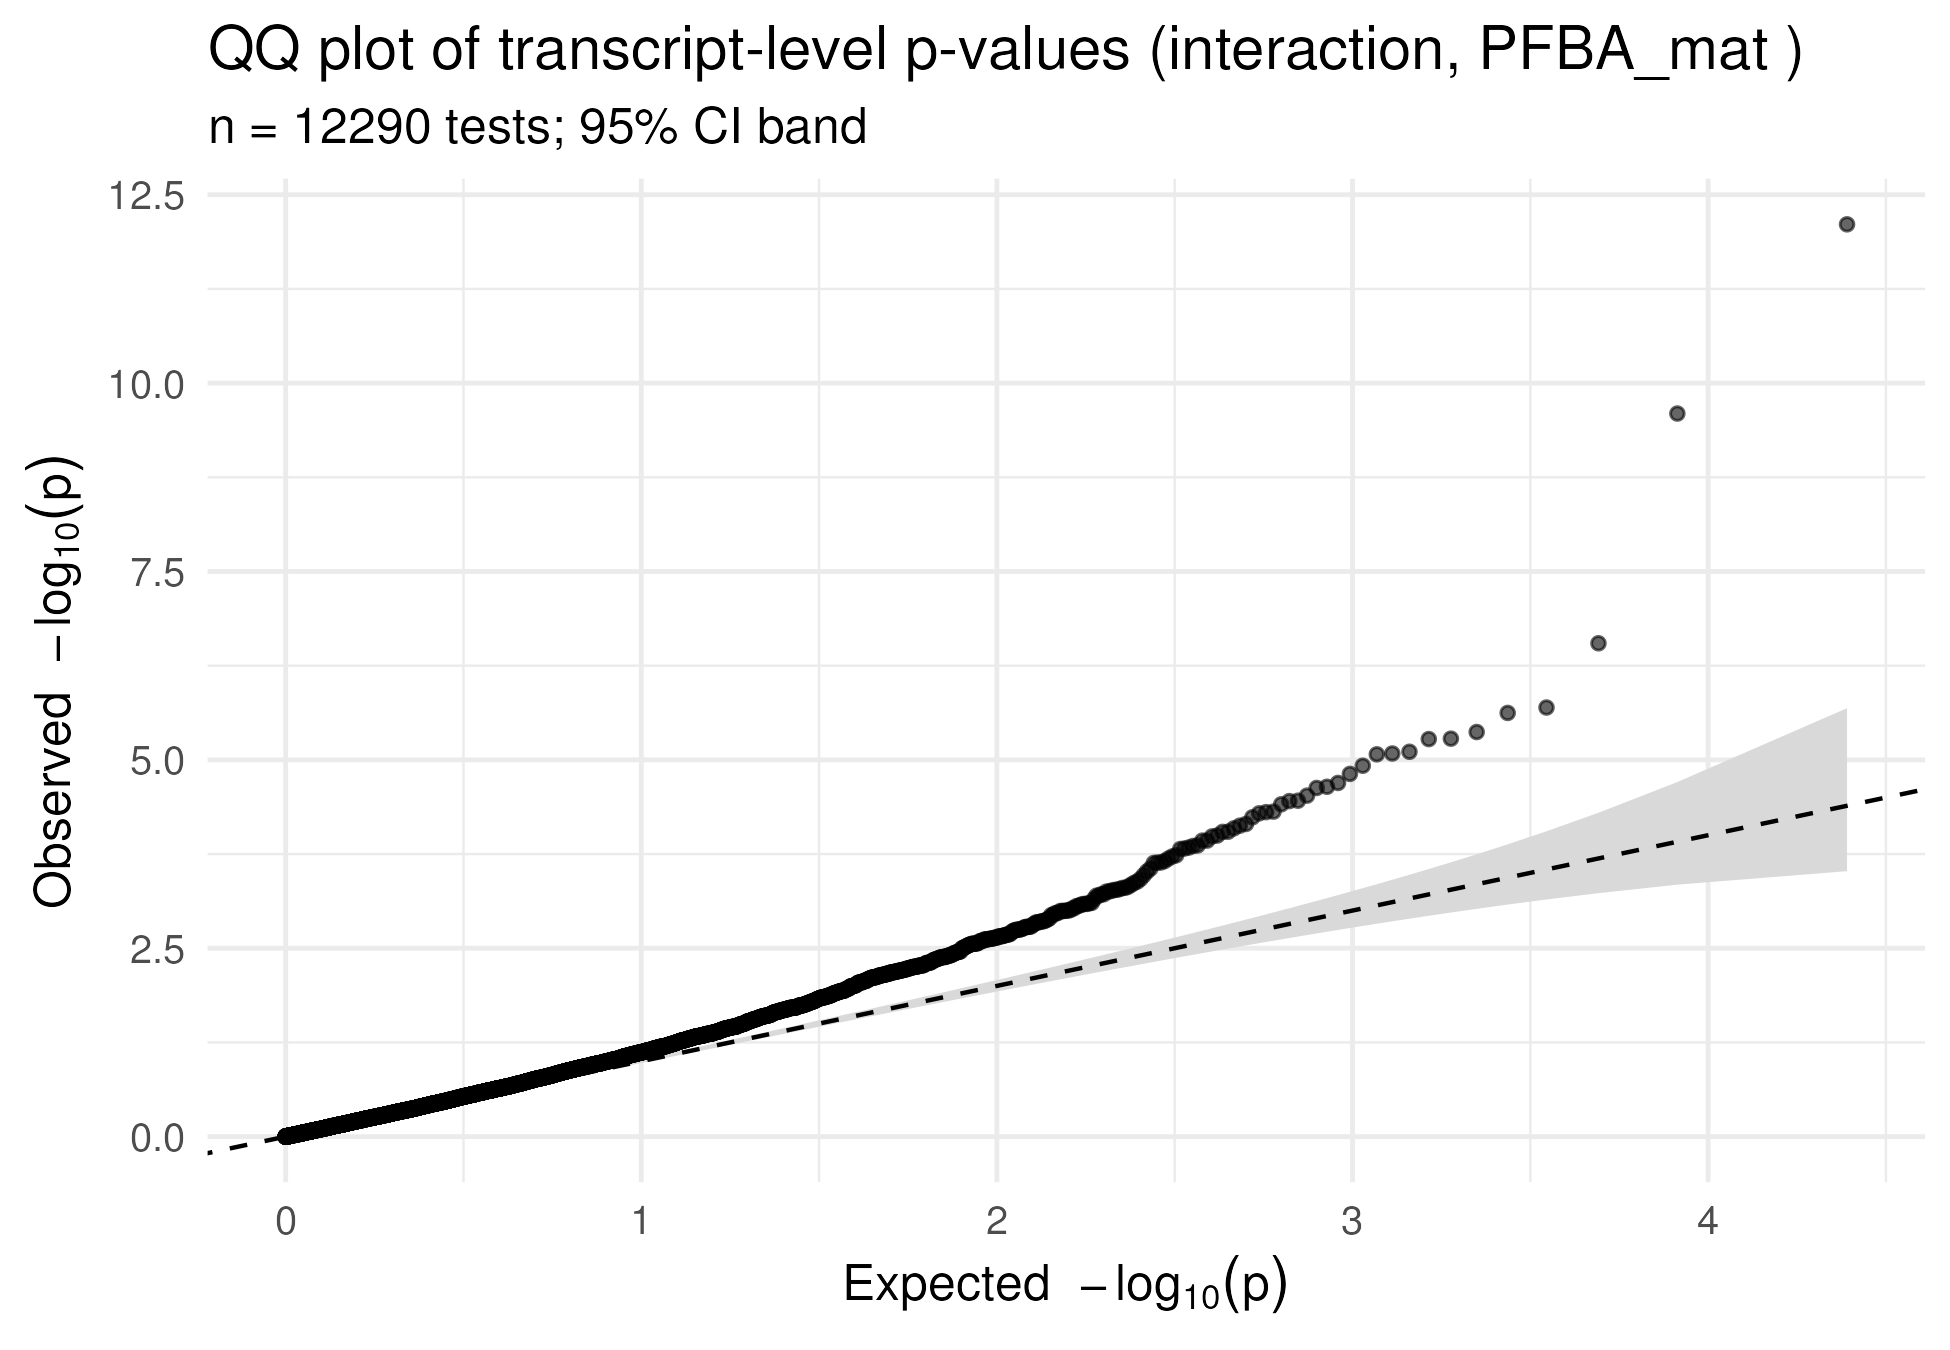 QQ plot of transcript-level p-values (interaction, PFBA_mat )
n = 12290 tests; 95% CI band
12.5
10.0
7.5
5.0
2.5
0.0
Observed −log10(p)
0 1 2 3 4
Expected −log10(p)